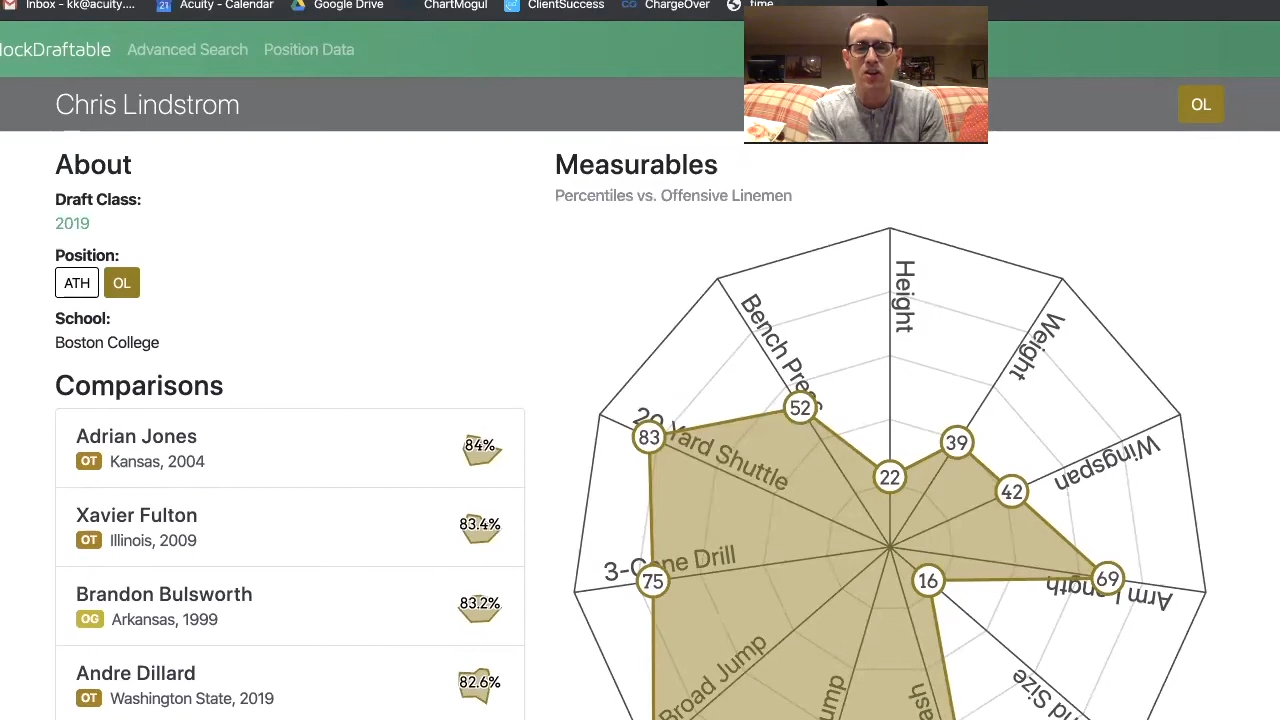 Inbox - kk@acuity....
Acuity - Calendar
Google Drive
ChartMogul
ClientSuccess
ChargeOver
time
lockDraftable
Advanced Search
Position Data
Chris Lindstrom
OL
About
Draft Class:
2019
Position:
ATH
OL
School:
Boston College
Comparisons
Adrian Jones
OT Kansas, 2004
84%
Xavier Fulton
OT Illinois, 2009
83.4%
Brandon Bulsworth
OG Arkansas, 1999
83.2%
Andre Dillard
OT Washington State, 2019
82.6%
Measurables
Percentiles vs. Offensive Linemen
Height
22
Weight
39
Wingspan
42
Arm Length
69
16
Size
Broad Jump
3-Cone Drill
75
20 Yard Shuttle
83
Bench Press
52